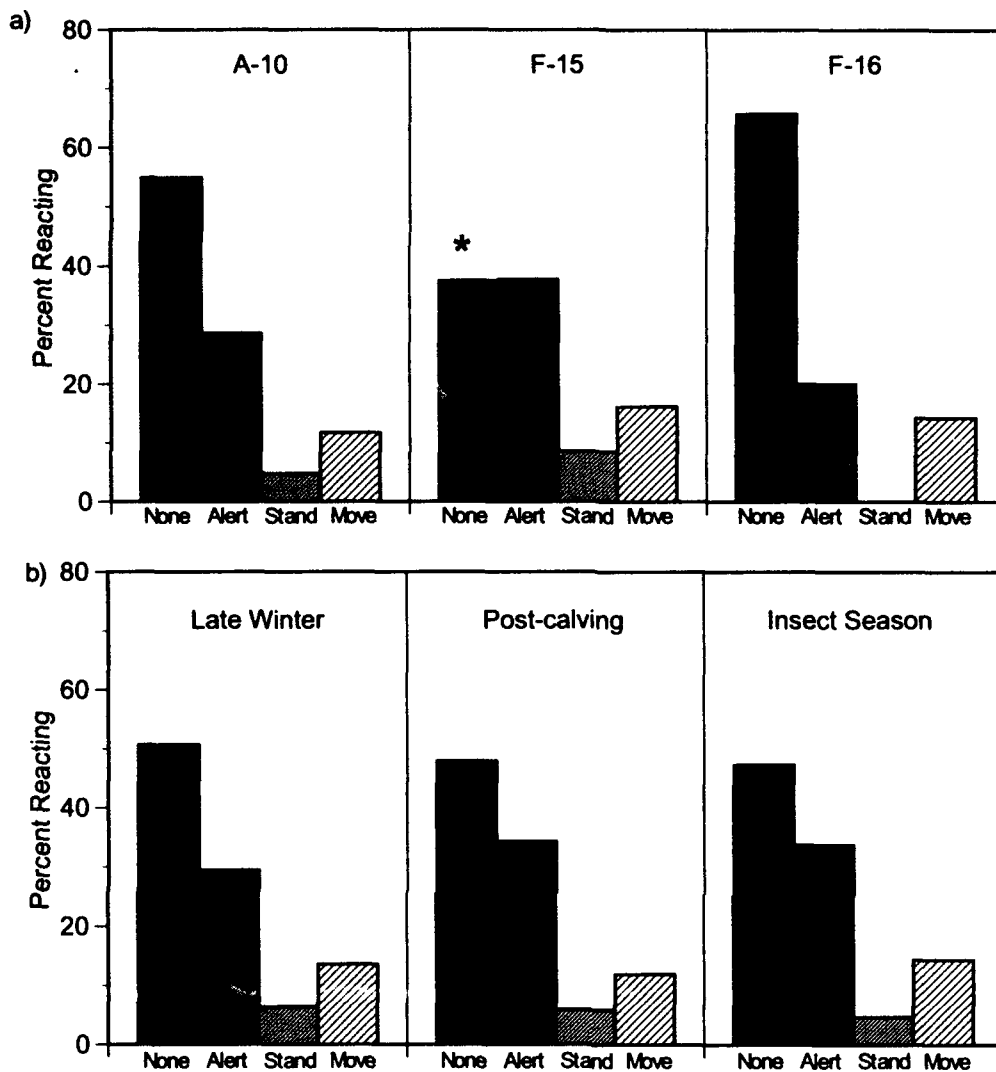 a)
80
60
40
20
0
Percent Reacting
A-10
F-15
F-16
*
None Alert Stand Move
None Alert Stand Move
None Alert Stand Move
b)
80
60
40
20
0
Percent Reacting
Late Winter
Post-calving
Insect Season
None Alert Stand Move
None Alert Stand Move
None Alert Stand Move